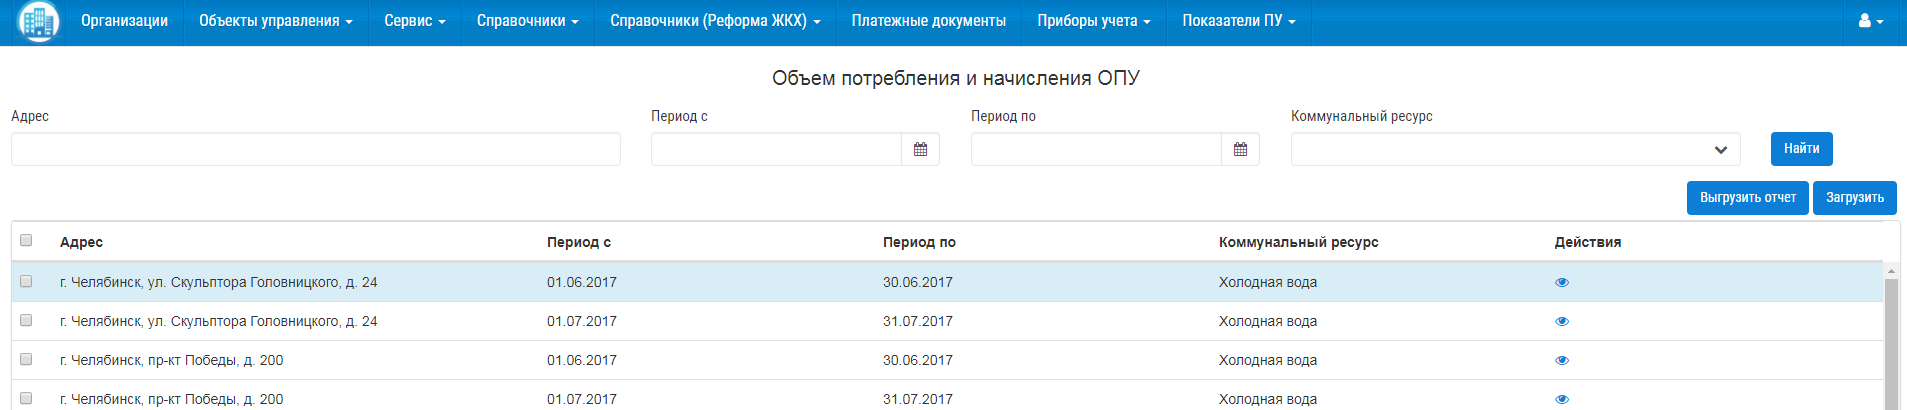 Организации Объекты управления Сервис Справочники Справочники (Реформа ЖКХ) Платежные документы Приборы учета Показатели ПУ
Объем потребления и начисления ОПУ
Адрес Период с Период по Коммунальный ресурс
Найти
Выгрузить отчет Загрузить
Адрес Период с Период по Коммунальный ресурс Действия
г. Челябинск, ул. Скульптора Головницкого, д. 24 01.06.2017 30.06.2017 Холодная вода
г. Челябинск, ул. Скульптора Головницкого, д. 24 01.07.2017 31.07.2017 Холодная вода
г. Челябинск, пр-кт Победы, д. 200 01.06.2017 30.06.2017 Холодная вода
г. Челябинск, пр-кт Победы, д. 200 01.07.2017 31.07.2017 Холодная вода